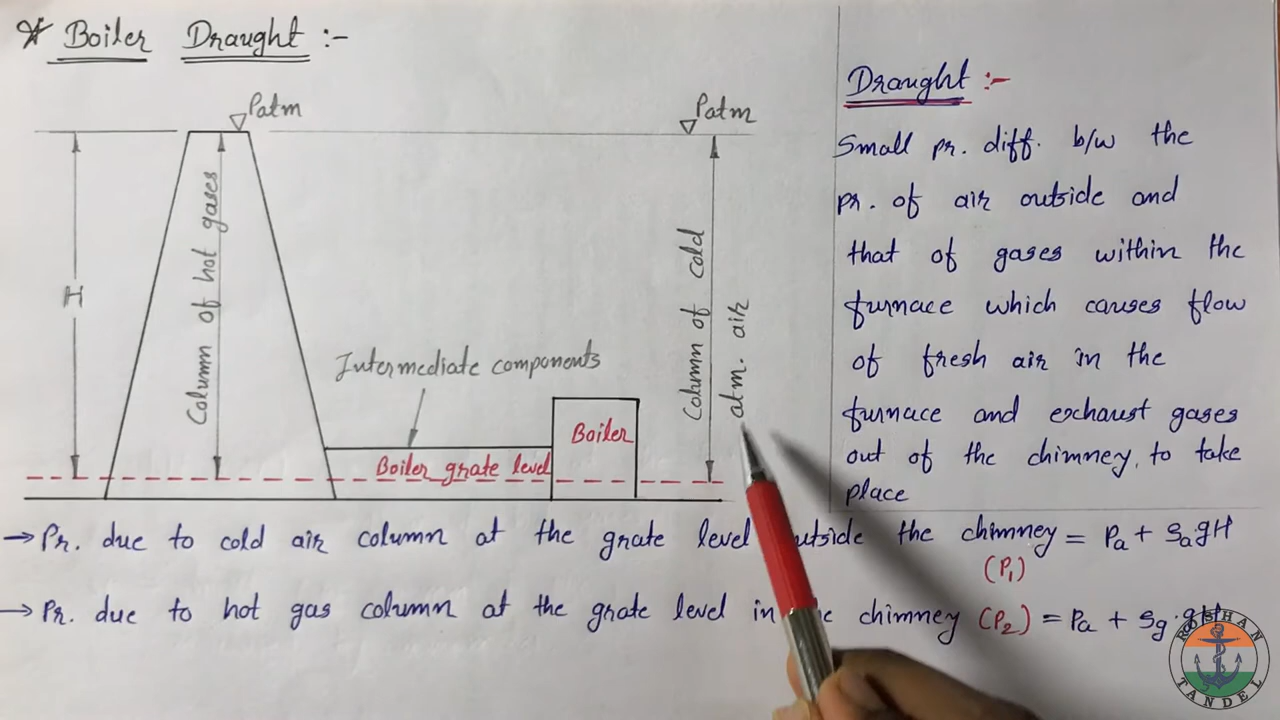 * Boiler Draught :-
Patm
Patm
H
Column of hot gases
Column of cold
atm. air
Intermediate components
Boiler
Boiler grate level
Draught :-
Small pr. diff. b/w the
pr. of air outside and
that of gases within the
furnace which causes flow
of fresh air in the
furnace and exhaust gases
out of the chimney, to take
place
→ Pr. due to cold air column at the grate level outside the chimney = Pa + ρagH
(P1)
→ Pr. due to hot gas column at the grate level in chimney (P2) = Pa + ρg.gH
ROSHAN
TANDEL